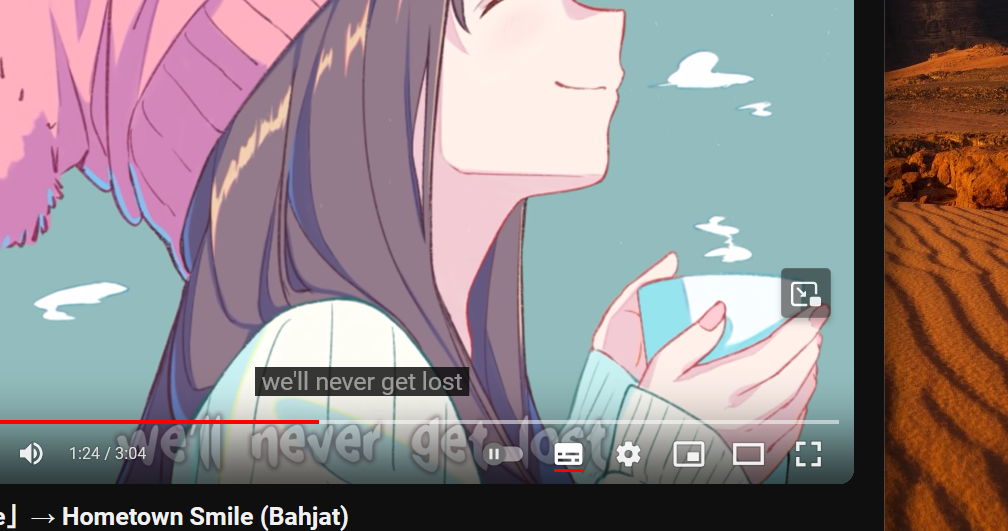 we'll never get lost
we'll never get lost
1:24 / 3:04
e」 → Hometown Smile (Bahjat)